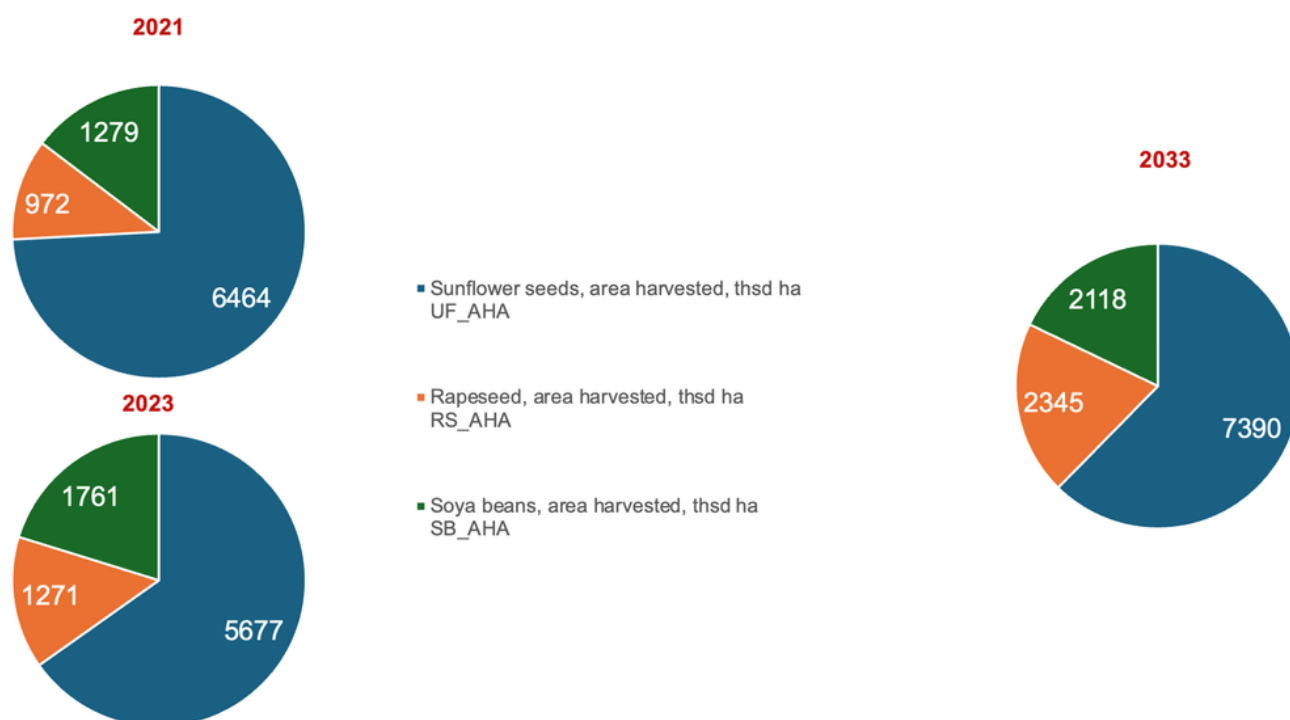 2021
1279
972
6464
2023
1761
1271
5677
Sunflower seeds, area harvested, thsd ha
UF_AHA
Rapeseed, area harvested, thsd ha
RS_AHA
Soya beans, area harvested, thsd ha
SB_AHA
2033
2118
2345
7390